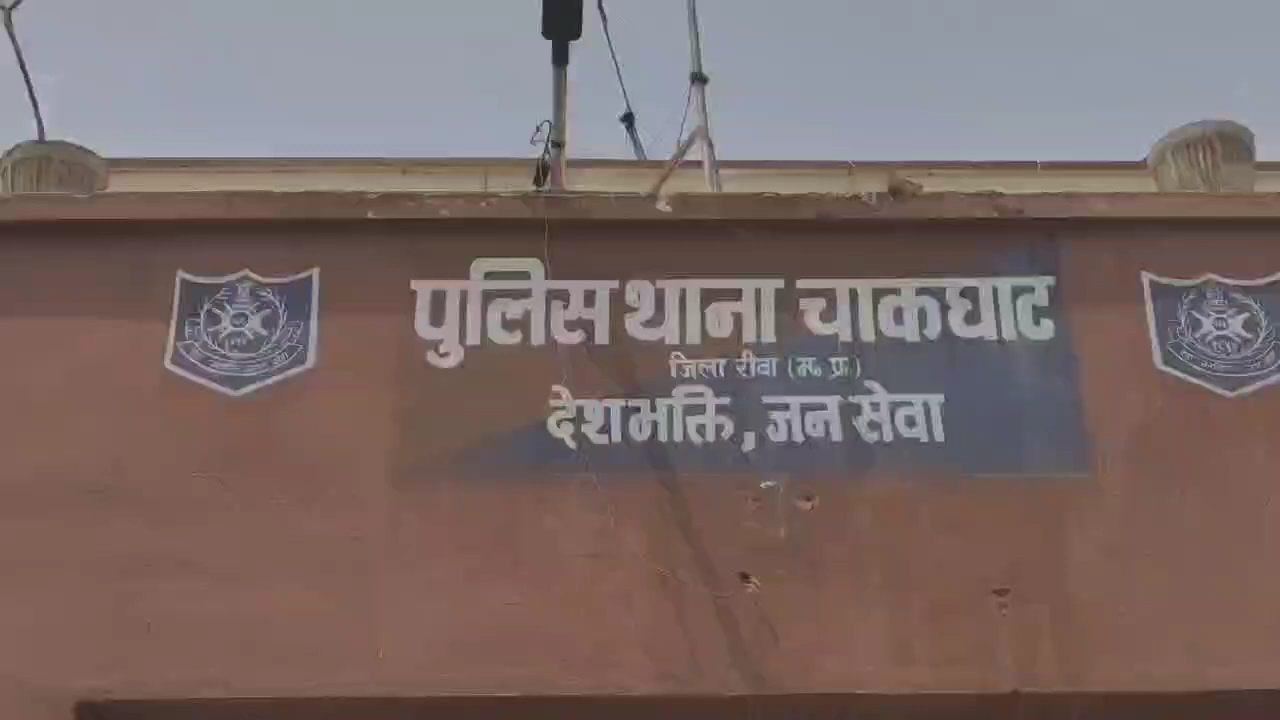 पुलिस थाना चाकघाट
जिला रीवा (म. प्र.)
देशभक्ति, जन सेवा